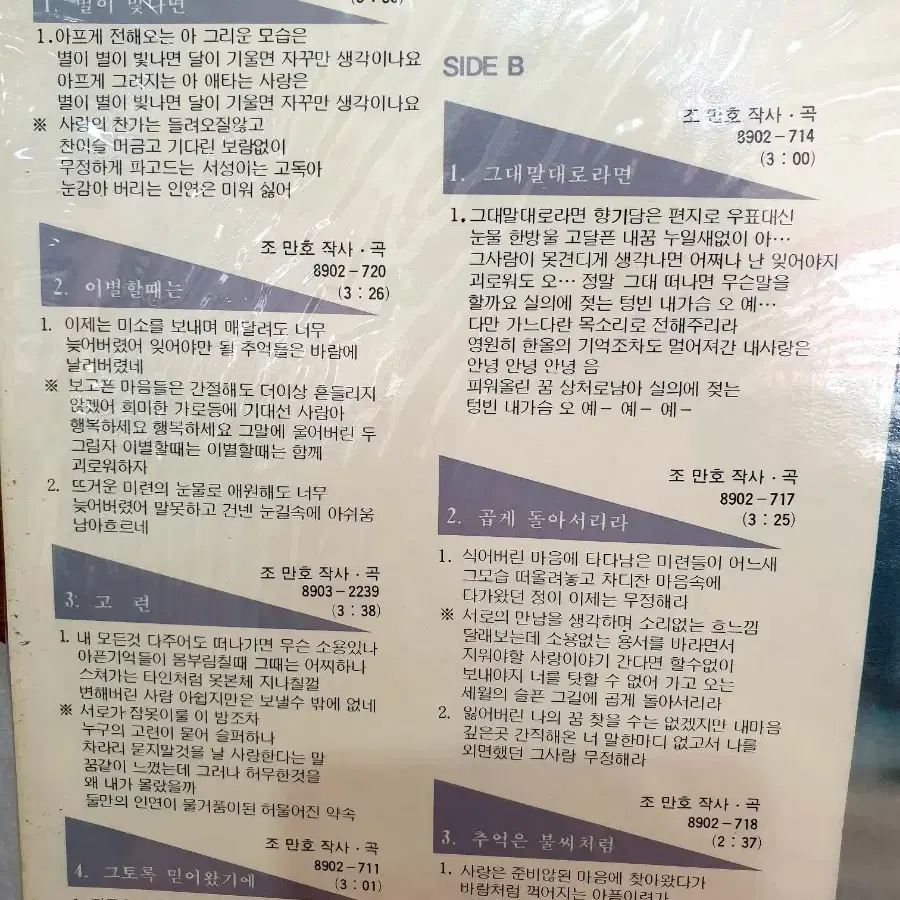 1. 별이 빛나면
1.아프게 전해오는 아 그리운 모습은
별이 별이 빛나면 달이 기울면 자꾸만 생각이나요
아프게 그려지는 아 애타는 사랑은
별이 별이 빛나면 달이 기울면 자꾸만 생각이나요
※ 사랑의 찬가는 들려오질않고
찬이슬 머금고 기다린 보람없이
무정하게 파고드는 서성이는 고독아
눈감아 버리는 인연은 미워 싫어
조 만호 작사·곡
8902-720
2. 이별할때는 (3:26)
1. 이제는 미소를 보내며 매달려도 너무
늦어버렸어 잊어야만 될 추억들은 바람에
날려버렸네
※ 보고픈 마음들은 간절해도 더이상 흔들리지
않겠어 희미한 가로등에 기대선 사람아
행복하세요 행복하세요 그말에 울어버린 두
그림자 이별할때는 이별할때는 함께
괴로워하자
2. 뜨거운 미련의 눈물로 애원해도 너무
늦어버렸어 말못하고 건넨 눈길속에 아쉬움
남아흐르네
조 만호 작사·곡
8903-2239
3. 고 련 (3:38)
1. 내 모든것 다주어도 떠나가면 무슨 소용있나
아픈기억들이 몸부림칠때 그때는 어찌하나
스쳐가는 타인처럼 못본체 지나칠껄
변해버린 사람 아쉽지만은 보낼수 밖에 없네
※ 서로가 잠못이룰 이 밤조차
누구의 고련이 묻어 슬퍼하나
차라리 묻지말것을 날 사랑한다는 말
꿈같이 느꼈는데 그러나 허무한것을
왜 내가 몰랐을까
둘만의 인연이 물거품이된 허물어진 약속
조 만호 작사·곡
8902-711
4. 그토록 믿어왔기에 (3:01)
SIDE B
조 만호 작사·곡
8902-714
(3:00)
1. 그대말대로라면
1.그대말대로라면 향기담은 편지로 우표대신
눈물 한방울 고달픈 내꿈 누일새없이 아…
그사람이 못견디게 생각나면 어쩌나 난 잊어야지
괴로워도 오… 정말 그대 떠나면 무슨말을
할까요 실의에 젖는 텅빈 내가슴 오 예…
다만 가느다란 목소리로 전해주리라
영원히 한올의 기억조차도 멀어져간 내사랑은
안녕 안녕 안녕 음
피워올린 꿈 상처로남아 실의에 젖는
텅빈 내가슴 오 예- 예- 예-
조 만호 작사·곡
8902-717
2. 곱게 돌아서리라 (3:25)
1. 식어버린 마음에 타다남은 미련들이 어느새
그모습 떠올려놓고 차디찬 마음속에
다가왔던 정이 이제는 무정해라
※ 서로의 만남을 생각하며 소리없는 흐느낌
달래보는데 소용없는 용서를 바라면서
지워야할 사랑이야기 간다면 할수없이
보내야지 너를 탓할 수 없어 가고 오는
세월의 슬픈 그길에 곱게 돌아서리라
2. 잃어버린 나의 꿈 찾을 수는 없겠지만 내마음
깊은곳 간직해온 너 말한마디 없고서 나를
외면했던 그사람 무정해라
조 만호 작사·곡
8902-718
3. 추억은 불씨처럼 (2:37)
1. 사랑은 준비않된 마음에 찾아왔다가
바람처럼 꺽어지는 아픔이련가